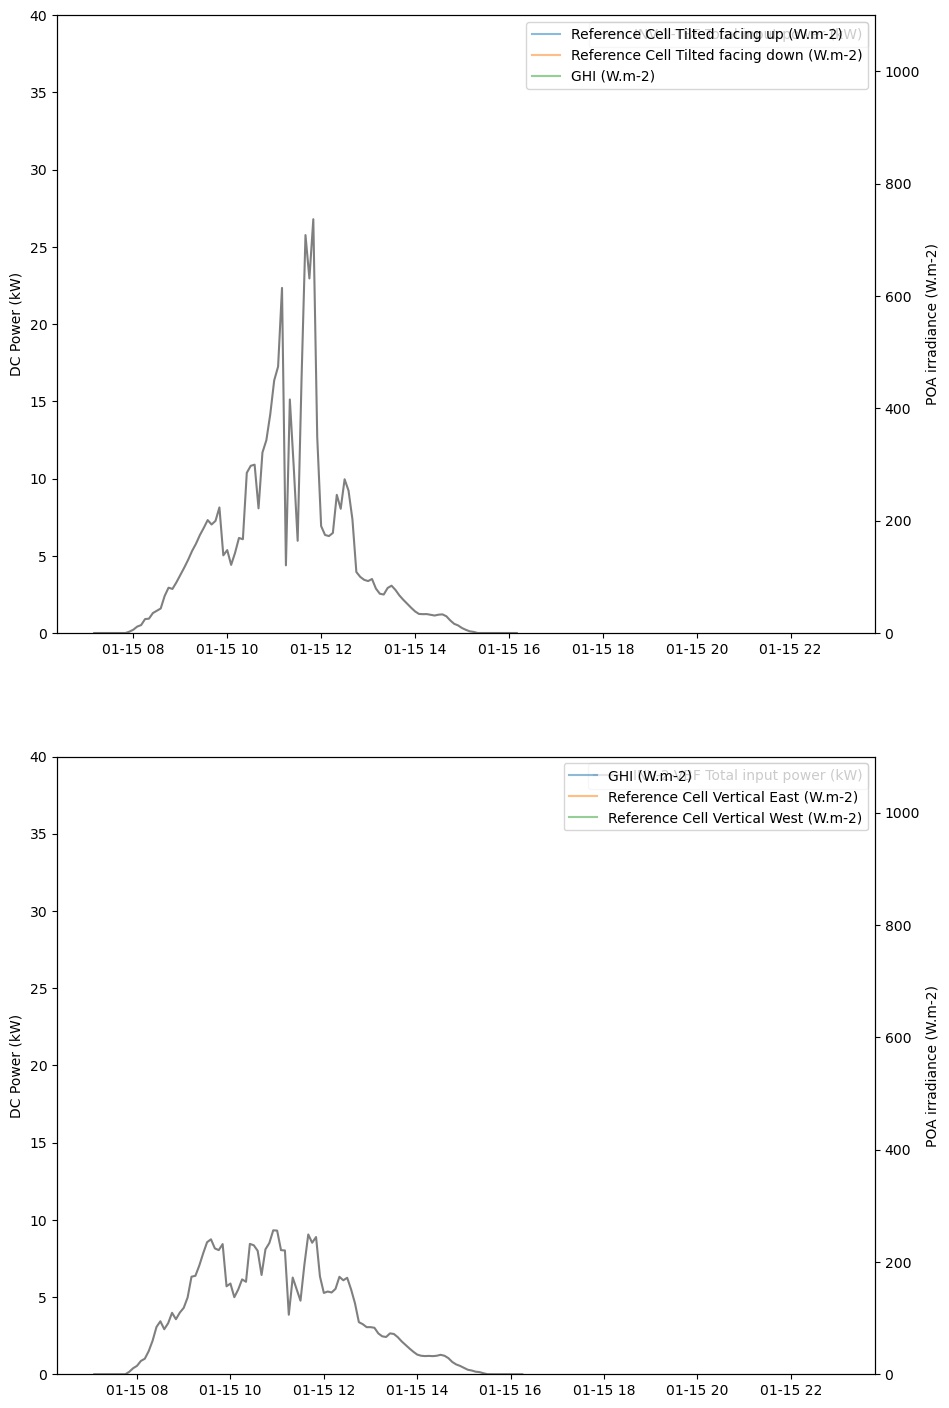 40
35
30
25
20
15
10
5
0
DC Power (kW)
Reference Cell Tilted facing up (W.m-2)
Reference Cell Tilted facing down (W.m-2)
GHI (W.m-2)
1000
800
600
400
200
0
POA irradiance (W.m-2)
01-15 08 01-15 10 01-15 12 01-15 14 01-15 16 01-15 18 01-15 20 01-15 22
40
35
30
25
20
15
10
5
0
DC Power (kW)
GHI (W.m-2) Total input power (kW)
Reference Cell Vertical East (W.m-2)
Reference Cell Vertical West (W.m-2)
1000
800
600
400
200
0
POA irradiance (W.m-2)
01-15 08 01-15 10 01-15 12 01-15 14 01-15 16 01-15 18 01-15 20 01-15 22